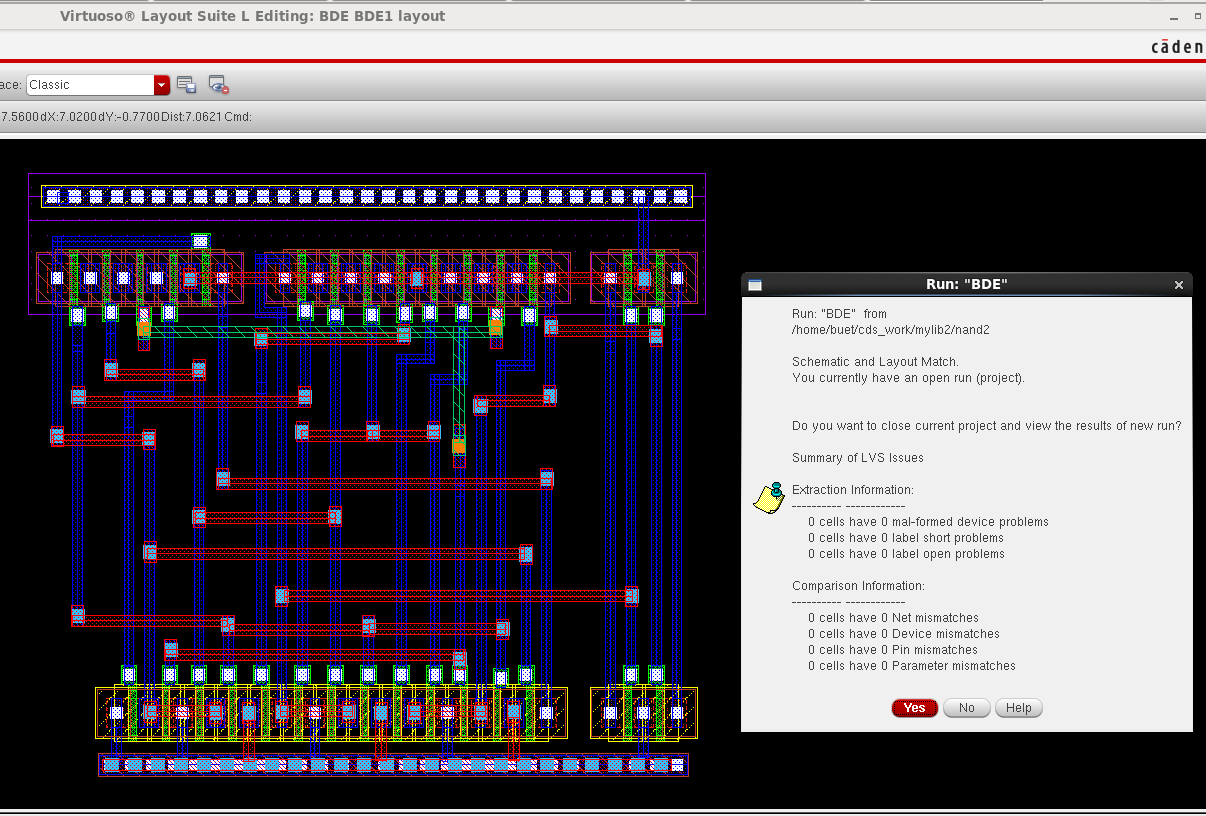 Virtuoso® Layout Suite L Editing: BDE BDE1 layout
cāden
ace: Classic
7.5600 dX:7.0200 dY:-0.7700 Dist:7.0621 Cmd:
Run: "BDE"
Run: "BDE" from
/home/buet/cds_work/mylib2/nand2
Schematic and Layout Match.
You currently have an open run (project).
Do you want to close current project and view the results of new run?
Summary of LVS Issues
Extraction Information:
---------- ------------
0 cells have 0 mal-formed device problems
0 cells have 0 label short problems
0 cells have 0 label open problems
Comparison Information:
---------- ------------
0 cells have 0 Net mismatches
0 cells have 0 Device mismatches
0 cells have 0 Pin mismatches
0 cells have 0 Parameter mismatches
Yes No Help